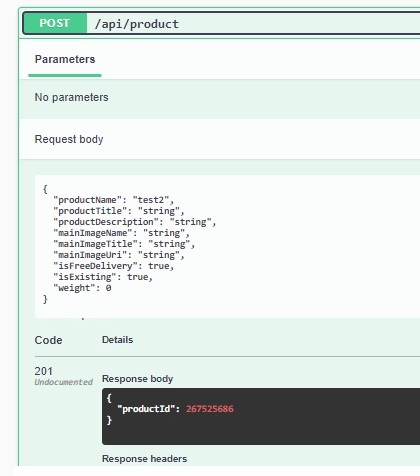 POST /api/product
Parameters
No parameters
Request body
{
"productName": "test2",
"productTitle": "string",
"productDescription": "string",
"mainImageName": "string",
"mainImageTitle": "string",
"mainImageUri": "string",
"isFreeDelivery": true,
"isExisting": true,
"weight": 0
}
Code Details
201
Undocumented
Response body
{
"productId": 267525686
}
Response headers